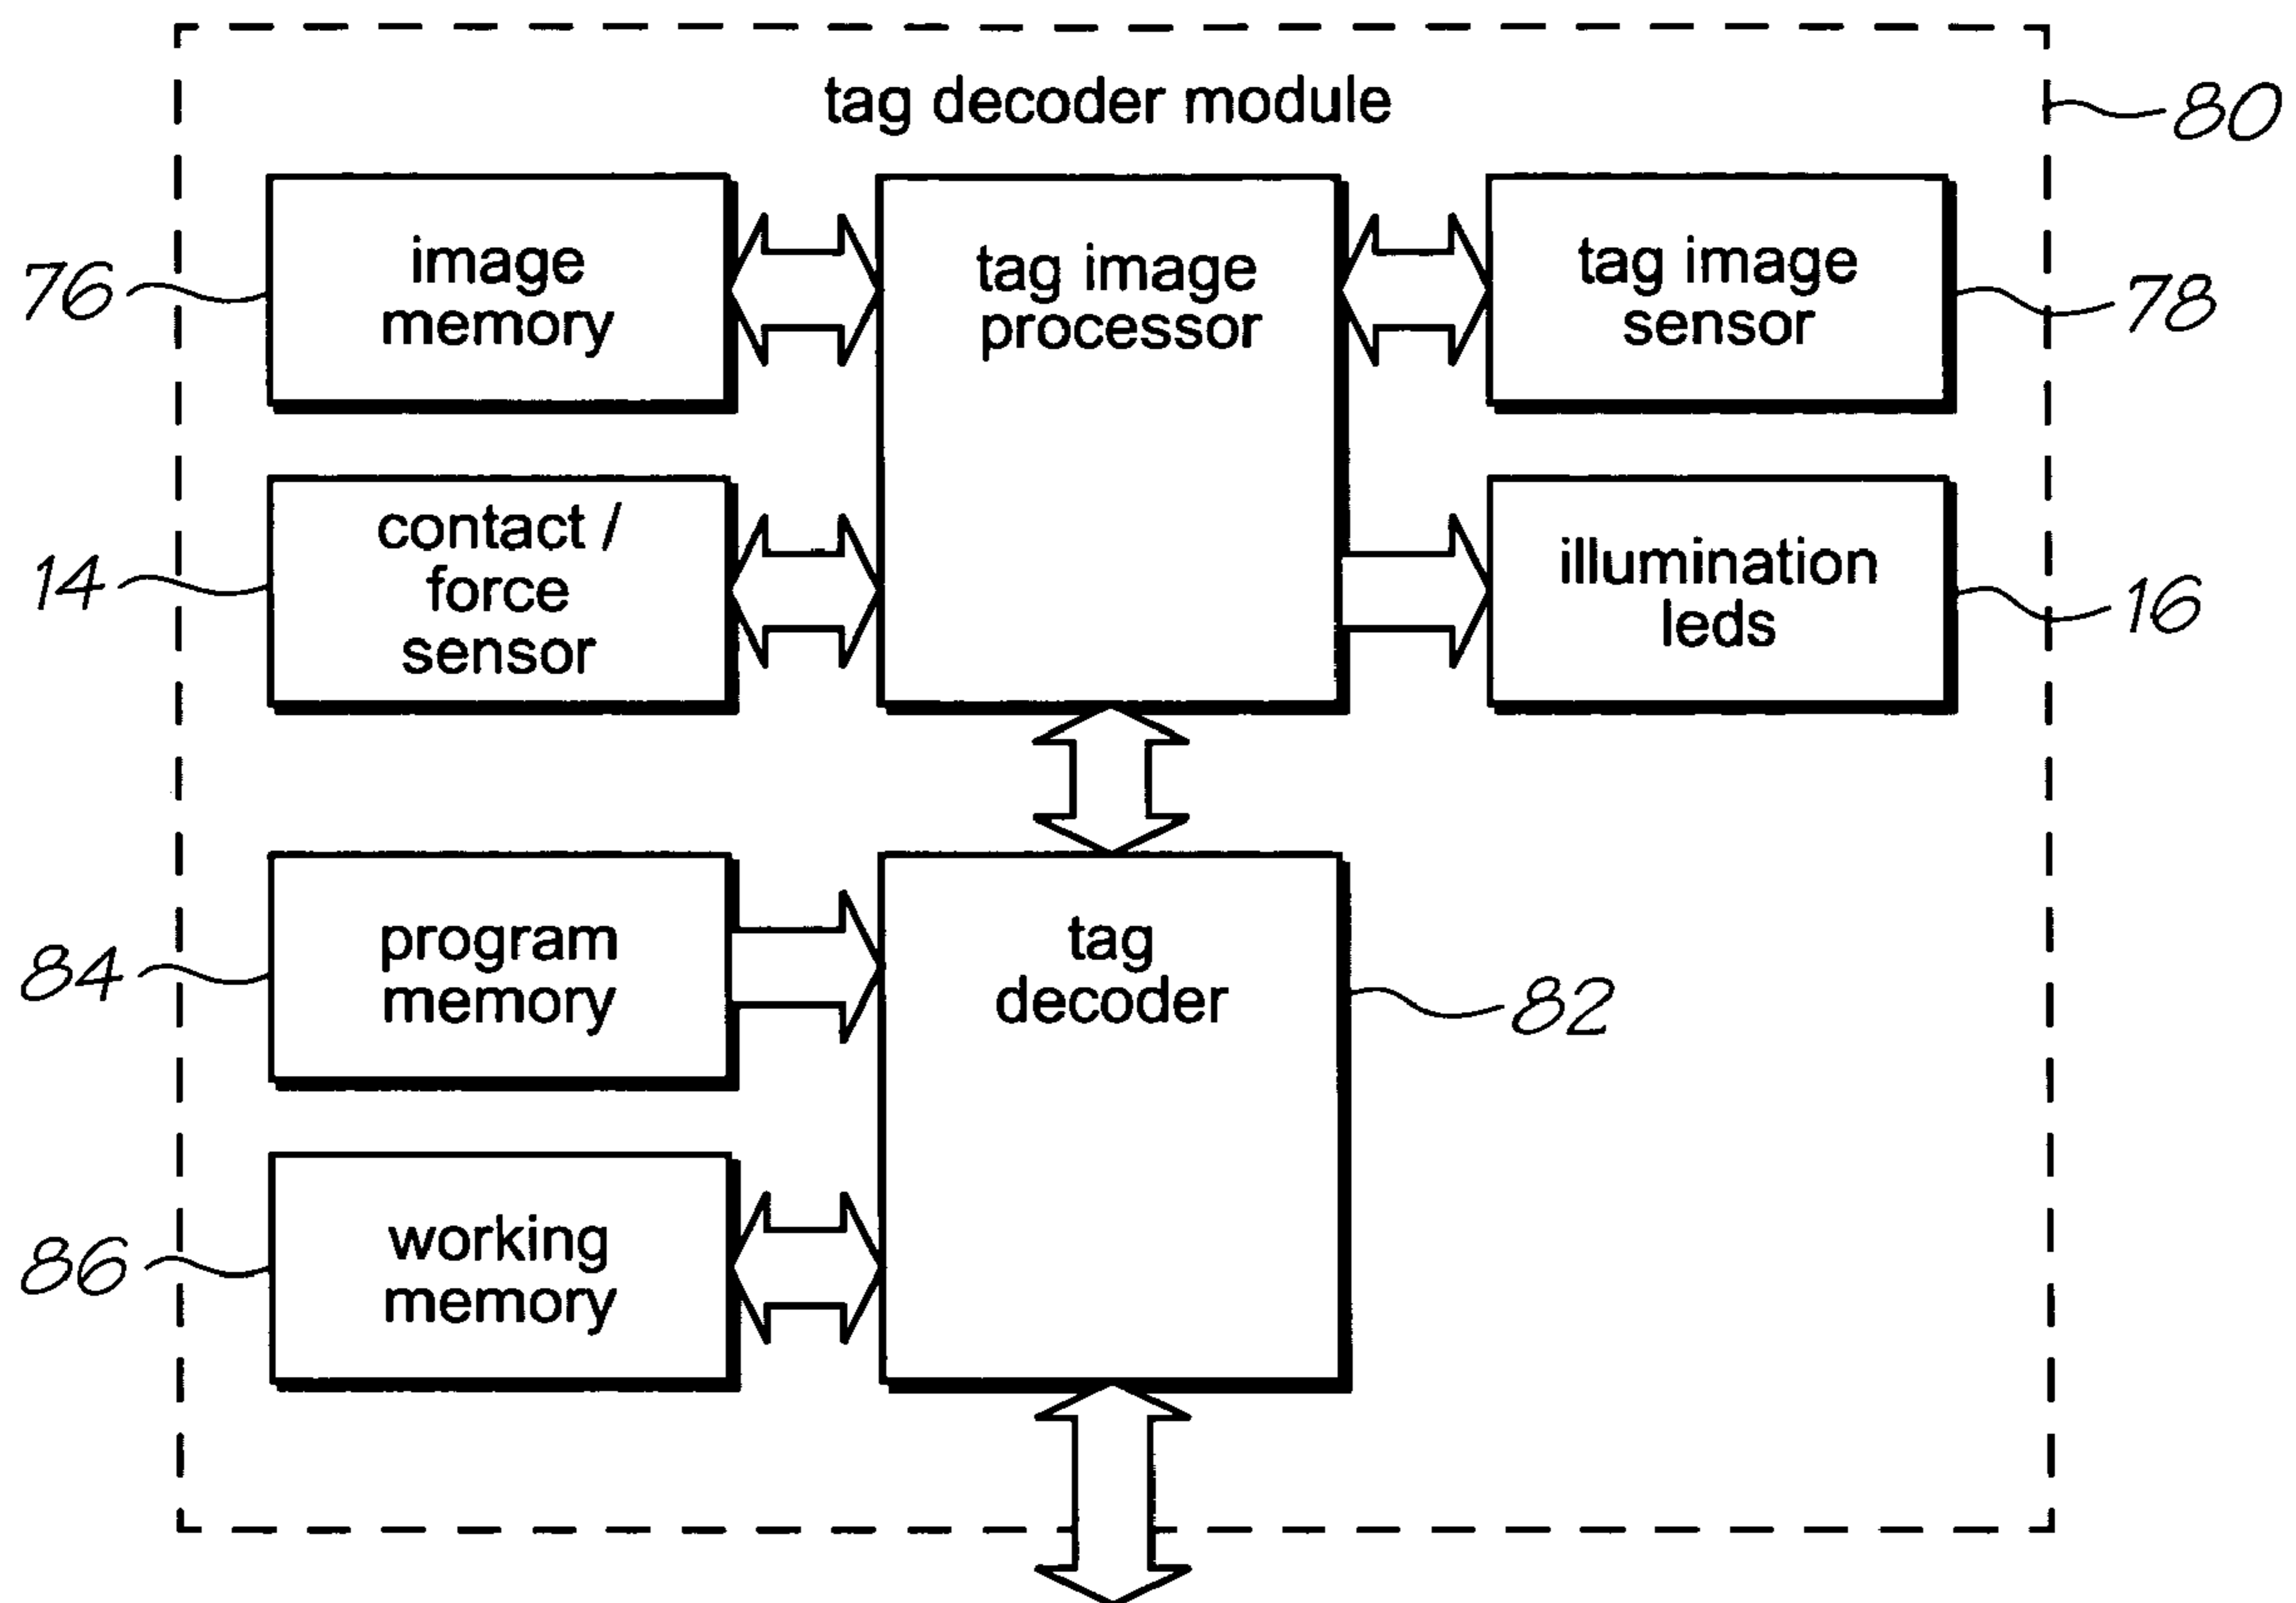 tag decoder module
80
image
memory
76
tag image
processor
tag image
sensor
78
contact /
force
sensor
14
illumination
leds
16
program
memory
84
tag
decoder
82
working
memory
86